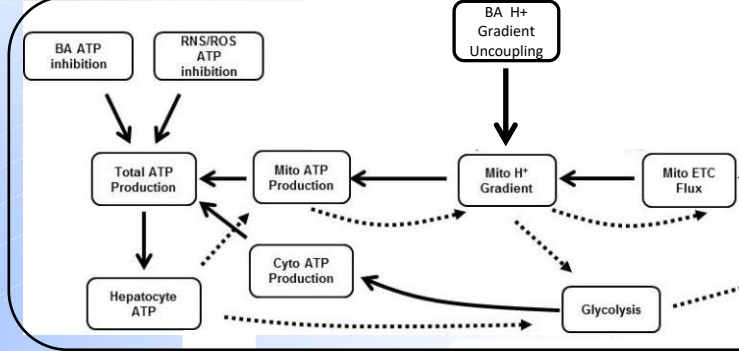 BA H+
Gradient
Uncoupling
BA ATP
inhibition
RNS/ROS
ATP
inhibition
Total ATP
Production
Mito ATP
Production
Mito H⁺
Gradient
Mito ETC
Flux
Cyto ATP
Production
Hepatocyte
ATP
Glycolysis